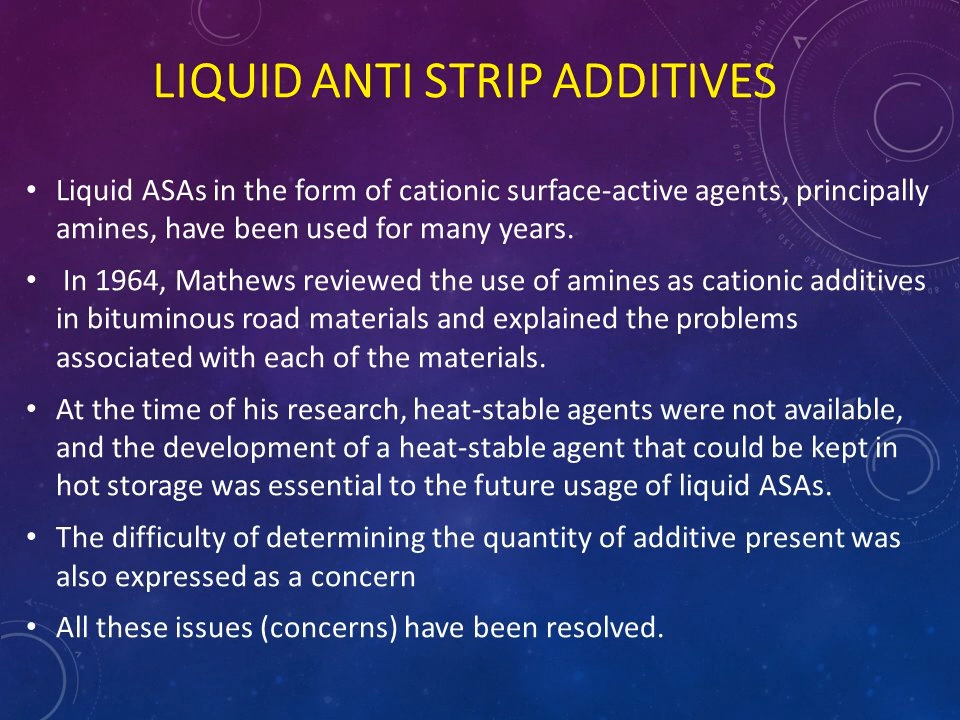 LIQUID ANTI STRIP ADDITIVES
• Liquid ASAs in the form of cationic surface-active agents, principally
amines, have been used for many years.
• In 1964, Mathews reviewed the use of amines as cationic additives
in bituminous road materials and explained the problems
associated with each of the materials.
• At the time of his research, heat-stable agents were not available,
and the development of a heat-stable agent that could be kept in
hot storage was essential to the future usage of liquid ASAs.
• The difficulty of determining the quantity of additive present was
also expressed as a concern
• All these issues (concerns) have been resolved.